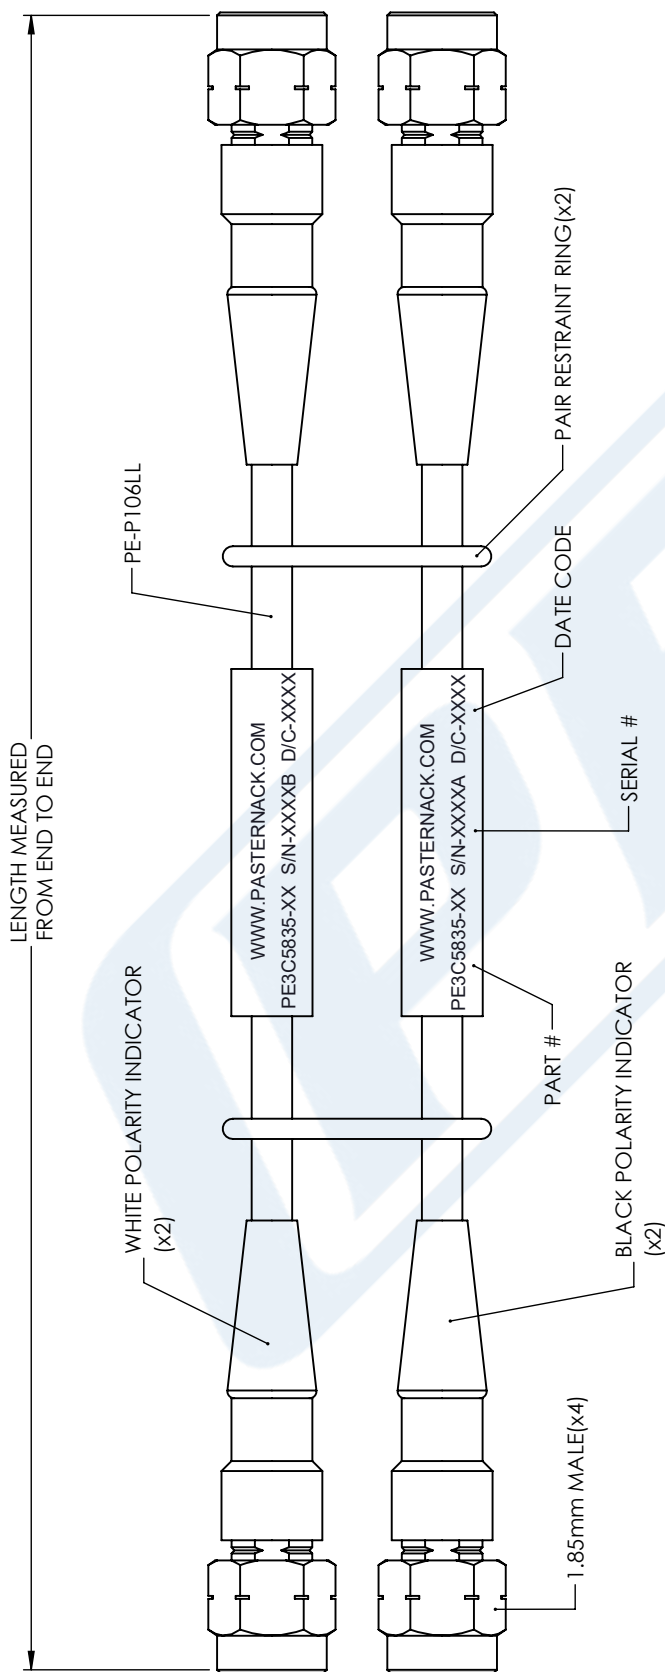 LENGTH MEASURED
FROM END TO END
WHITE POLARITY INDICATOR
(x2)
PE-P106LL
WWW.PASTERNACK.COM
PE3C5835-XX S/N-XXXXB D/C-XXXX
WWW.PASTERNACK.COM
PE3C5835-XX S/N-XXXXA D/C-XXXX
1.85mm MALE(x4)
PART #
DATE CODE
PAIR RESTRAINT RING(x2)
BLACK POLARITY INDICATOR
(x2)
SERIAL #